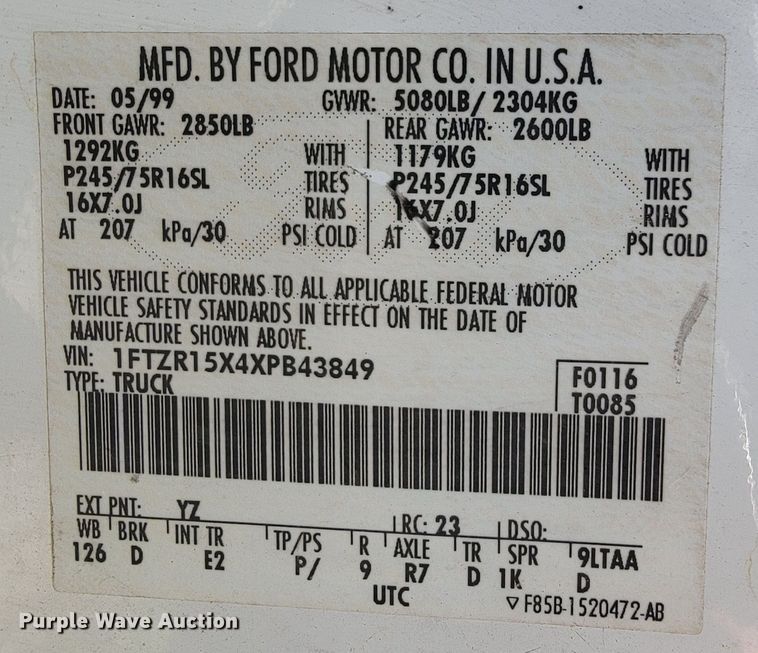 MFD. BY FORD MOTOR CO. IN U.S.A.
DATE: 05/99 GVWR: 5080LB/ 2304KG
FRONT GAWR: 2850LB REAR GAWR: 2600LB
1292KG WITH 1179KG WITH
P245/75R16SL TIRES P245/75R16SL TIRES
16X7.0J RIMS 16X7.0J RIMS
AT 207 kPa/30 PSI COLD AT 207 kPa/30 PSI COLD
THIS VEHICLE CONFORMS TO ALL APPLICABLE FEDERAL MOTOR
VEHICLE SAFETY STANDARDS IN EFFECT ON THE DATE OF
MANUFACTURE SHOWN ABOVE.
VIN: 1FTZR15X4XPB43849
TYPE: TRUCK
F0116
T0085
EXT PNT: YZ RC: 23 DSO:
WB BRK INT TR TP/PS R AXLE TR SPR 9LTAA
126 D E2 P/ 9 R7 D 1K D
UTC ▽ F85B-1520472-AB
Purple Wave Auction